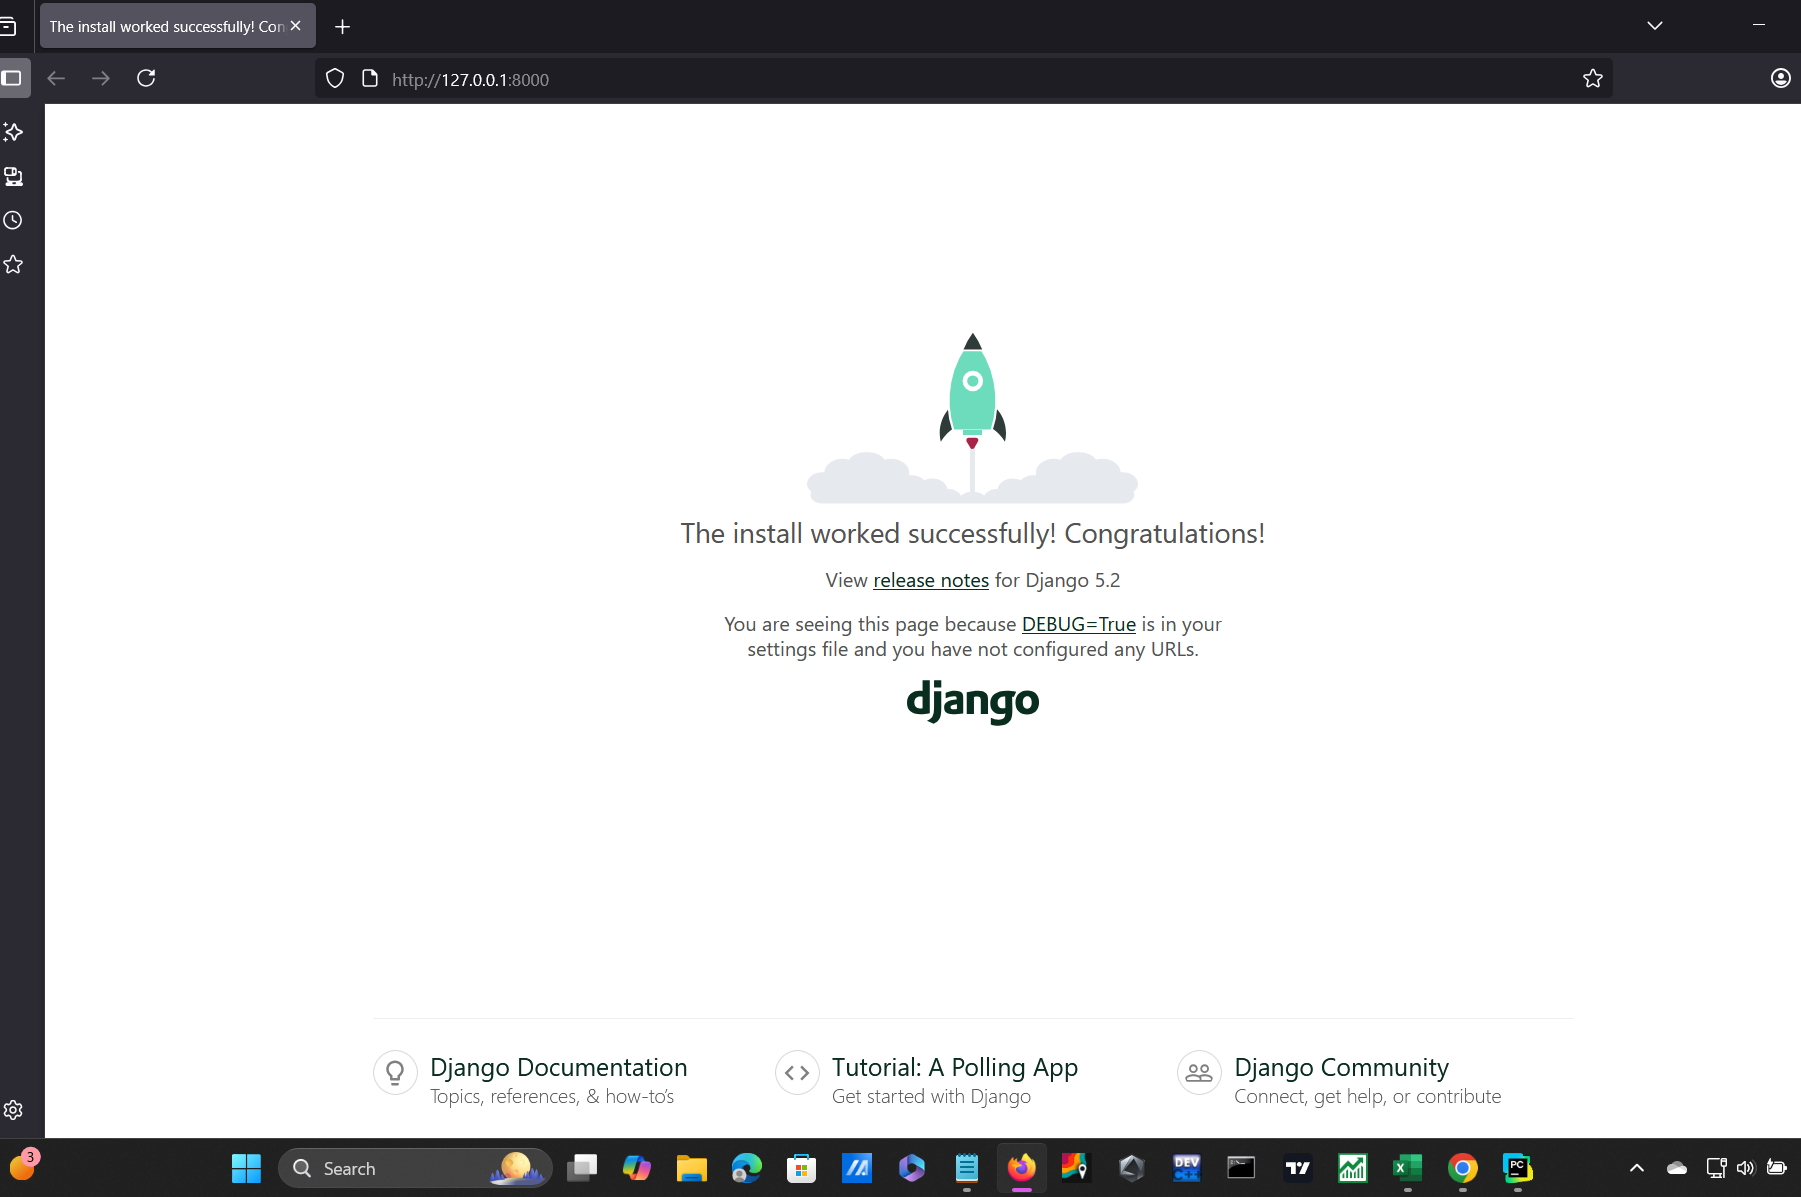 The install worked successfully! Con
http://127.0.0.1:8000
The install worked successfully! Congratulations!
View release notes for Django 5.2
You are seeing this page because DEBUG=True is in your
settings file and you have not configured any URLs.
django
Django Documentation
Topics, references, & how-to's
Tutorial: A Polling App
Get started with Django
Django Community
Connect, get help, or contribute
3
Search
DEV
C++
PC